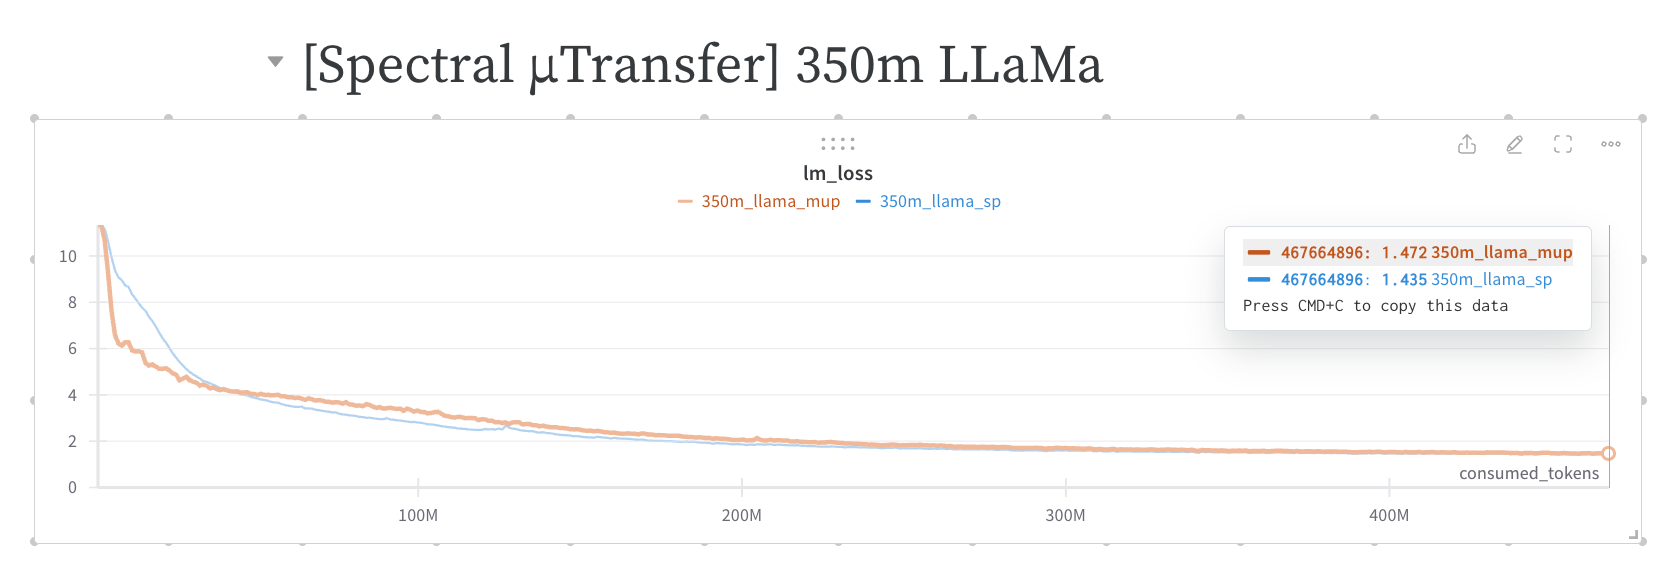 [Spectral μTransfer] 350m LLaMa
lm_loss
350m_llama_mup 350m_llama_sp
10
8
6
4
2
0
467664896: 1.472 350m_llama_mup
467664896: 1.435 350m_llama_sp
Press CMD+C to copy this data
consumed_tokens
100M 200M 300M 400M